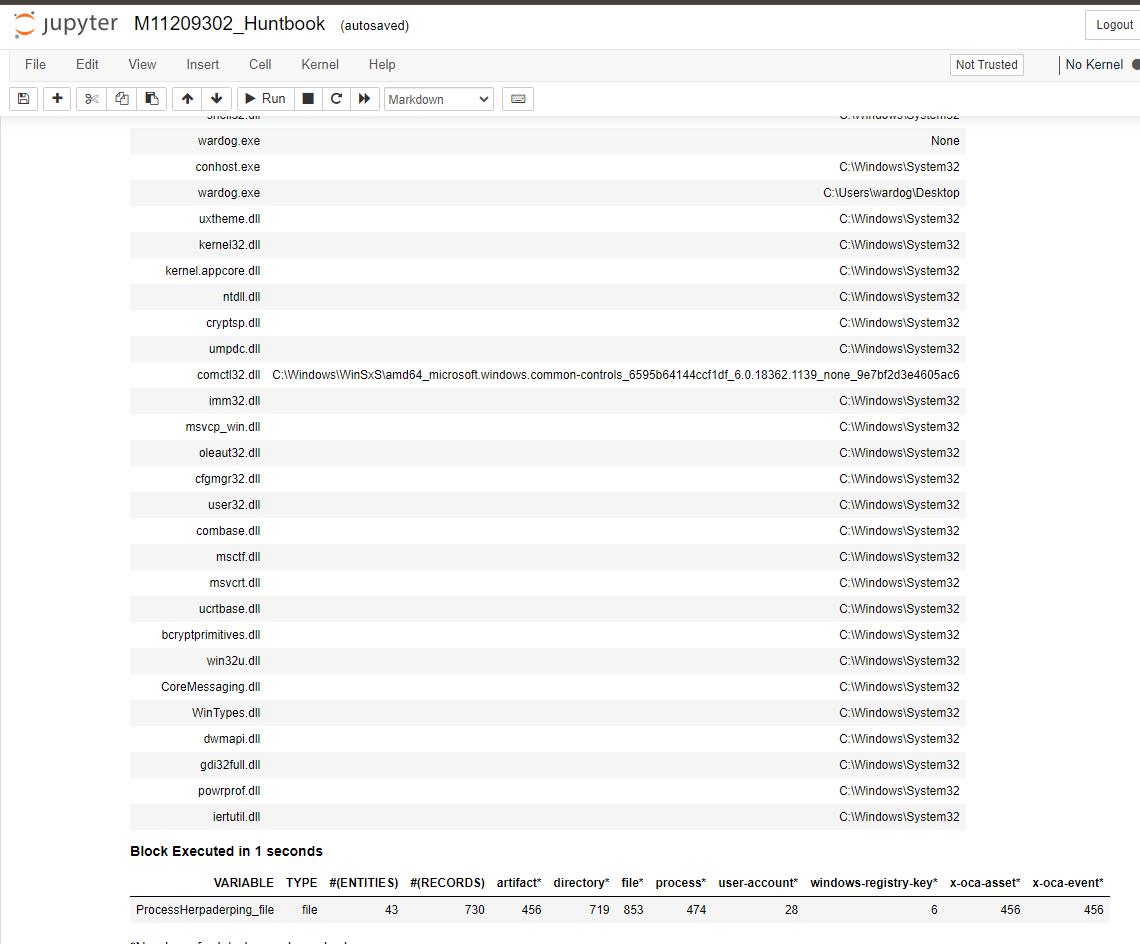 jupyter M11209302_Huntbook (autosaved) Logout
File Edit View Insert Cell Kernel Help Not Trusted No Kernel
Run Markdown
shell32.dll C:\Windows\System32
wardog.exe None
conhost.exe C:\Windows\System32
wardog.exe C:\Users\wardog\Desktop
uxtheme.dll C:\Windows\System32
kernel32.dll C:\Windows\System32
kernel.appcore.dll C:\Windows\System32
ntdll.dll C:\Windows\System32
cryptsp.dll C:\Windows\System32
umpdc.dll C:\Windows\System32
comctl32.dll C:\Windows\WinSxS\amd64_microsoft.windows.common-controls_6595b64144ccf1df_6.0.18362.1139_none_9e7bf2d3e4605ac6
imm32.dll C:\Windows\System32
msvcp_win.dll C:\Windows\System32
oleaut32.dll C:\Windows\System32
cfgmgr32.dll C:\Windows\System32
user32.dll C:\Windows\System32
combase.dll C:\Windows\System32
msctf.dll C:\Windows\System32
msvcrt.dll C:\Windows\System32
ucrtbase.dll C:\Windows\System32
bcryptprimitives.dll C:\Windows\System32
win32u.dll C:\Windows\System32
CoreMessaging.dll C:\Windows\System32
WinTypes.dll C:\Windows\System32
dwmapi.dll C:\Windows\System32
gdi32full.dll C:\Windows\System32
powrprof.dll C:\Windows\System32
iertutil.dll C:\Windows\System32
Block Executed in 1 seconds
VARIABLE TYPE #(ENTITIES) #(RECORDS) artifact* directory* file* process* user-account* windows-registry-key* x-oca-asset* x-oca-event*
ProcessHerpaderping_file file 43 730 456 719 853 474 28 6 456 456